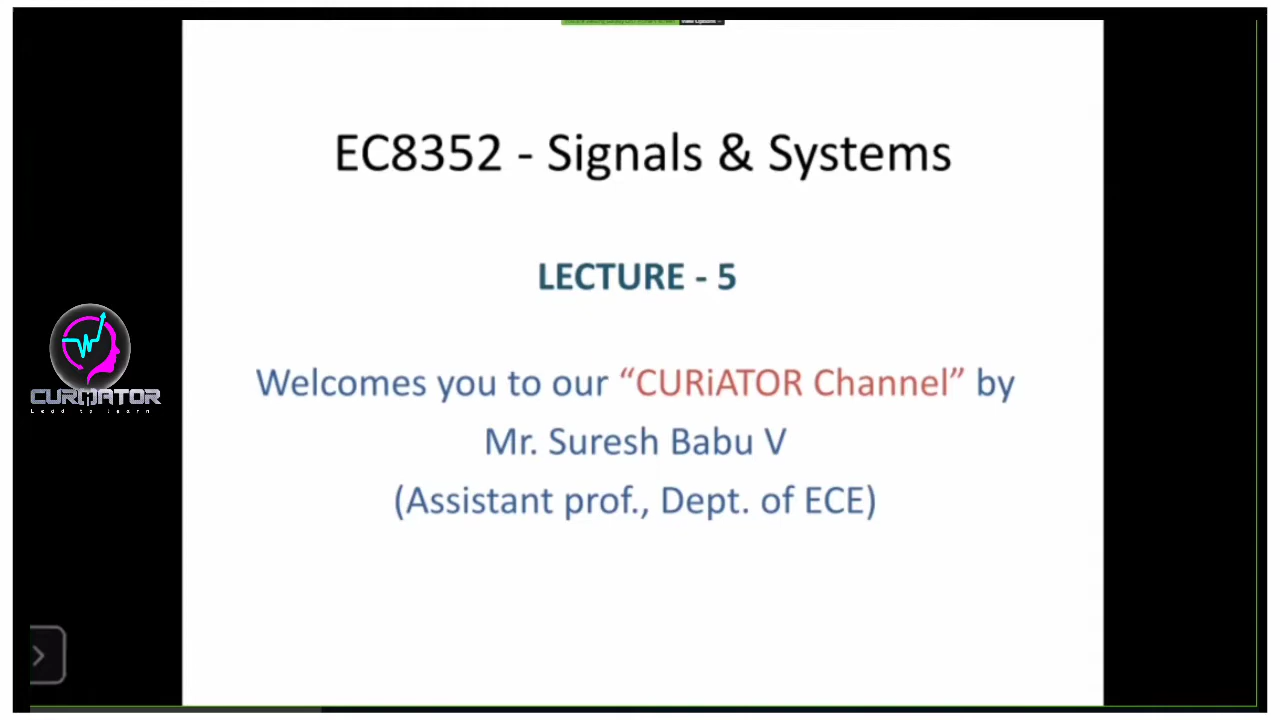 EC8352 - Signals & Systems
LECTURE - 5
Welcomes you to our “CURiATOR Channel” by
Mr. Suresh Babu V
(Assistant prof., Dept. of ECE)
CURiATOR
Lead to learn